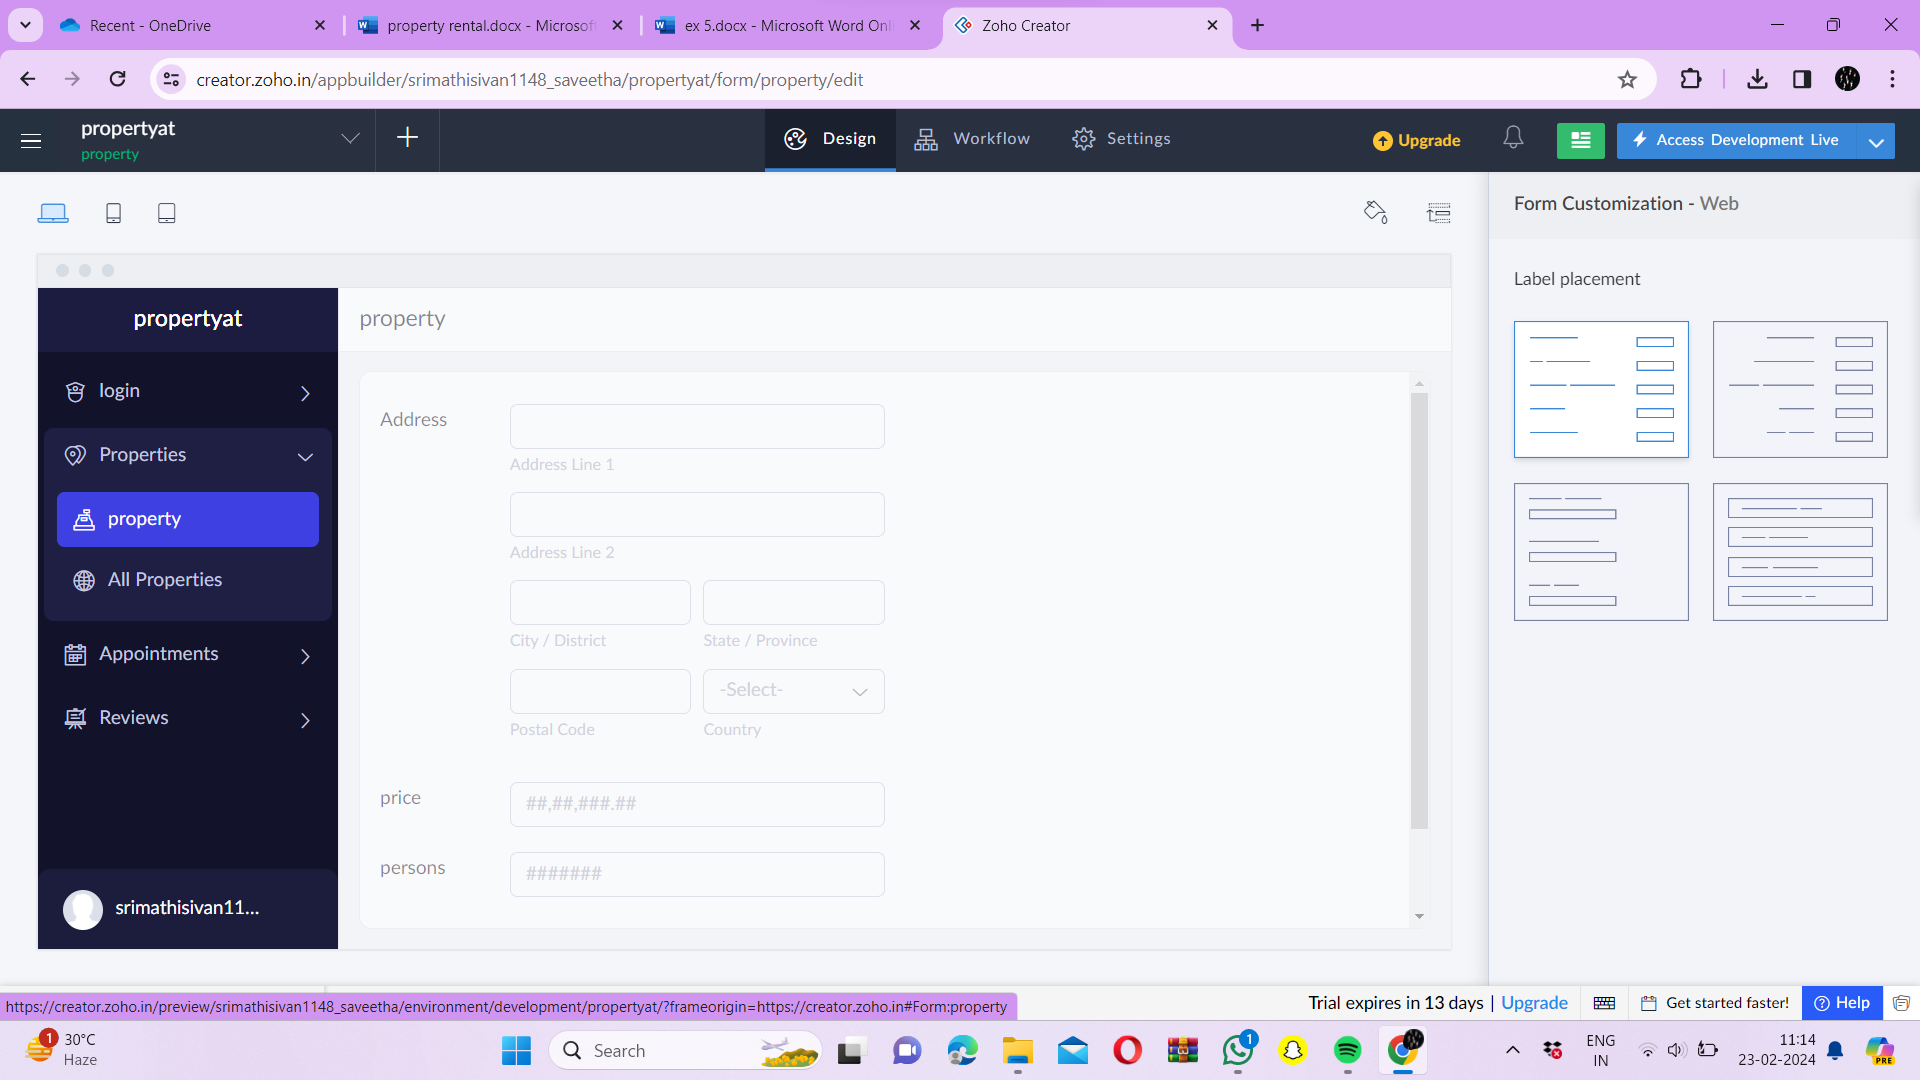 Recent - OneDrive
property rental.docx - Microsof
ex 5.docx - Microsoft Word Onl
Zoho Creator
creator.zoho.in/appbuilder/srimathisivan1148_saveetha/propertyat/form/property/edit
propertyat
property
Design
Workflow
Settings
Upgrade
Access Development Live
Form Customization - Web
Label placement
propertyat
login
Properties
property
All Properties
Appointments
Reviews
srimathisivan11...
property
Address
Address Line 1
Address Line 2
City / District
State / Province
-Select-
Postal Code
Country
price
##,##,###.##
persons
#######
https://creator.zoho.in/preview/srimathisivan1148_saveetha/environment/development/propertyat/?frameorigin=https://creator.zoho.in#Form:property
Trial expires in 13 days | Upgrade
Get started faster!
Help
1
30°C
Haze
Search
1
ENG
IN
11:14
23-02-2024
PRE